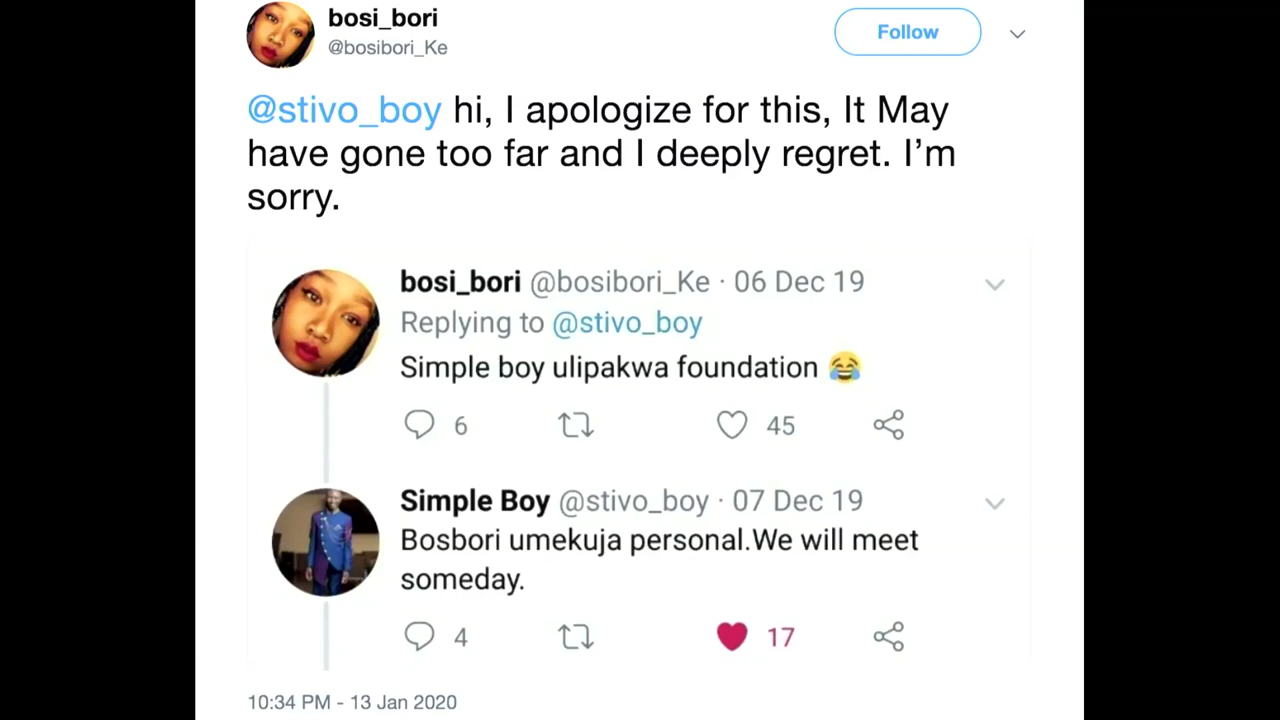 bosi_bori
@bosibori_Ke
Follow
@stivo_boy hi, I apologize for this, It May
have gone too far and I deeply regret. I’m
sorry.
bosi_bori @bosibori_Ke · 06 Dec 19
Replying to @stivo_boy
Simple boy ulipakwa foundation 😂
6 45
Simple Boy @stivo_boy · 07 Dec 19
Bosbori umekuja personal.We will meet
someday.
4 17
10:34 PM - 13 Jan 2020